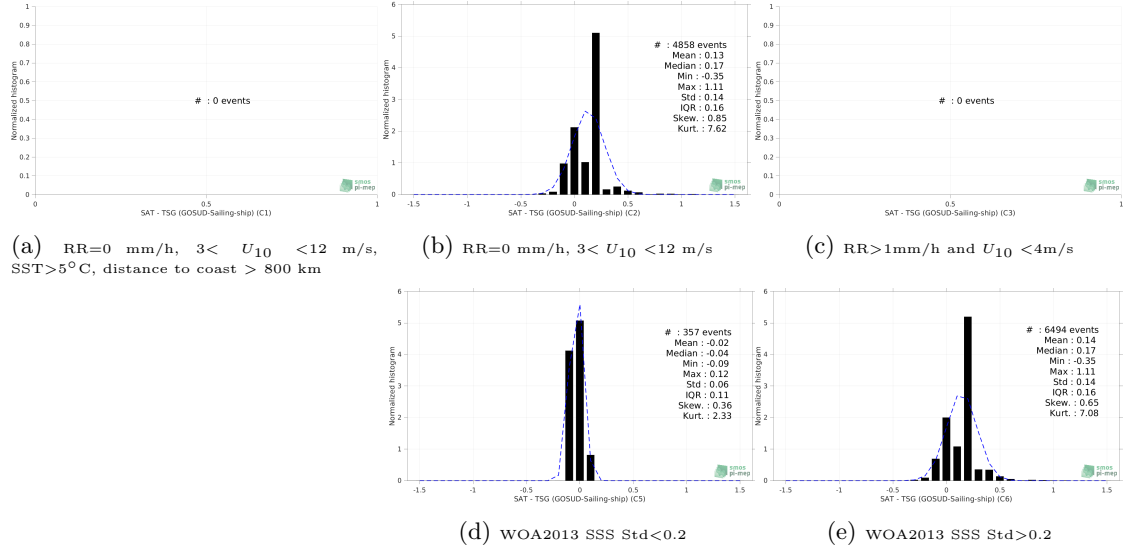 1
0.9
0.8
0.7
0.6
0.5
0.4
0.3
0.2
0.1
0
Normalized histogram
# : 0 events
smos
pi-mep
0 0.5 1
SAT - TSG (GOSUD-Sailing-ship) (C1)
(a) RR=0 mm/h, 3< U10 <12 m/s,
SST>5°C, distance to coast > 800 km
6
5
4
3
2
1
0
Normalized histogram
# : 4858 events
Mean : 0.13
Median : 0.17
Min : -0.35
Max : 1.11
Std : 0.14
IQR : 0.16
Skew. : 0.85
Kurt. : 7.62
smos
pi-mep
-1.5 -1 -0.5 0 0.5 1 1.5
SAT - TSG (GOSUD-Sailing-ship) (C2)
(b) RR=0 mm/h, 3< U10 <12 m/s
1
0.9
0.8
0.7
0.6
0.5
0.4
0.3
0.2
0.1
0
Normalized histogram
# : 0 events
smos
pi-mep
0 0.5 1
SAT - TSG (GOSUD-Sailing-ship) (C3)
(c) RR>1mm/h and U10 <4m/s
6
5
4
3
2
1
0
Normalized histogram
# : 357 events
Mean : -0.02
Median : -0.04
Min : -0.09
Max : 0.12
Std : 0.06
IQR : 0.11
Skew. : 0.36
Kurt. : 2.33
smos
pi-mep
-1.5 -1 -0.5 0 0.5 1 1.5
SAT - TSG (GOSUD-Sailing-ship) (C5)
(d) WOA2013 SSS Std<0.2
6
5
4
3
2
1
0
Normalized histogram
# : 6494 events
Mean : 0.14
Median : 0.17
Min : -0.35
Max : 1.11
Std : 0.14
IQR : 0.16
Skew. : 0.65
Kurt. : 7.08
smos
pi-mep
-1.5 -1 -0.5 0 0.5 1 1.5
SAT - TSG (GOSUD-Sailing-ship) (C6)
(e) WOA2013 SSS Std>0.2